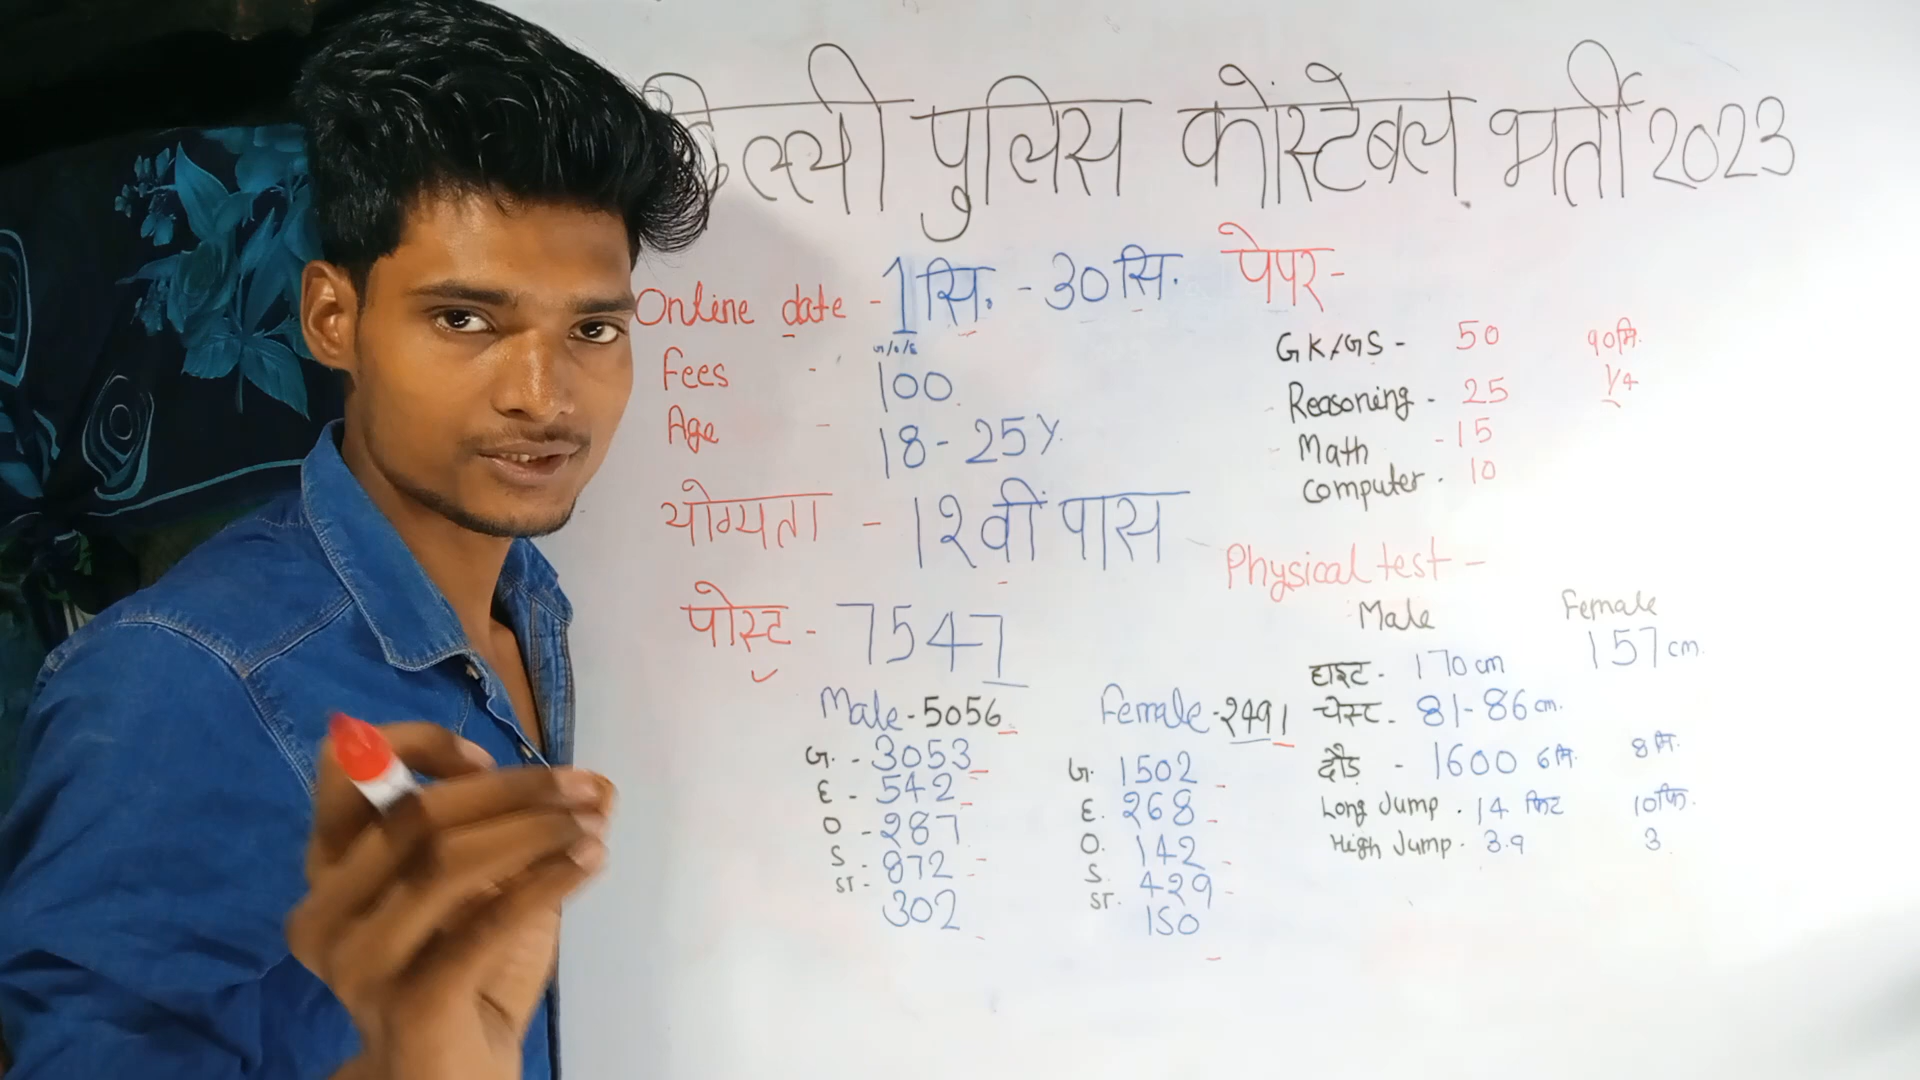 दिल्ली पुलिस कोंस्टेबल भर्ती 2023
Online date - 1 सि. - 30 सि.
Fees - 100
Age - 18 - 25 Y.
योग्यता - 1२वीं पास
पोस्ट - 7547
Male - 5056
G. - 3053
E - 542
O - 287
S - 872
ST - 302
Female - 2491
G. 1502
E. 268
O. 142
S. 429
ST. 150
पेपर -
GK/GS - 50 90मि.
Reasoning - 25 1/4
Math - 15
Computer . 10
Physical test -
Male Female
हाइट - 170 cm 157 cm.
चेस्ट - 81-86 cm.
दौड - 1600 6 मि. 8 मि.
Long Jump . 14 फिट 10 फि.
High Jump . 3.9 3